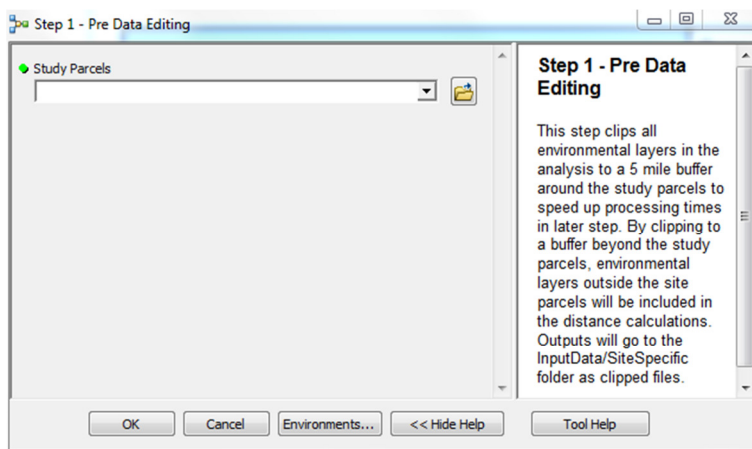 Step 1 - Pre Data Editing
Study Parcels
Step 1 - Pre Data
Editing
This step clips all
environmental layers in the
analysis to a 5 mile buffer
around the study parcels to
speed up processing times
in later step. By clipping to
a buffer beyond the study
parcels, environmental
layers outside the site
parcels will be included in
the distance calculations.
Outputs will go to the
InputData/SiteSpecific
folder as clipped files.
OK
Cancel
Environments...
<< Hide Help
Tool Help